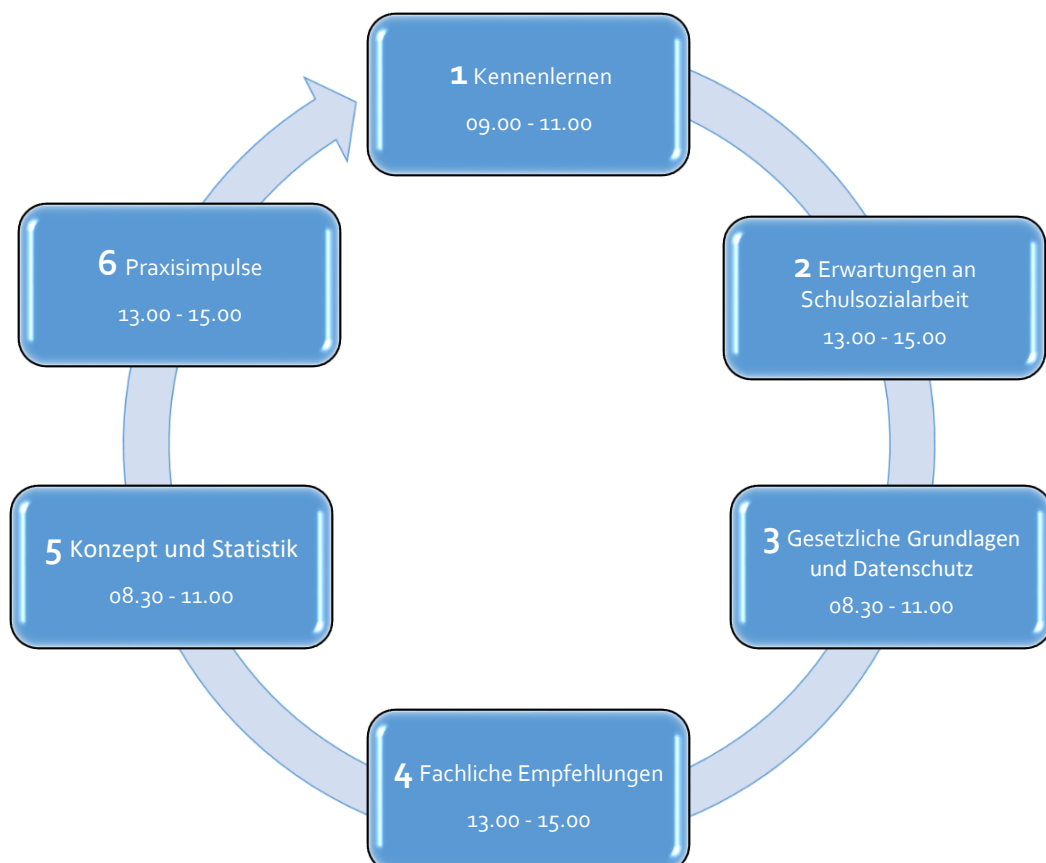 1 Kennenlernen
09.00 - 11.00
2 Erwartungen an
Schulsozialarbeit
13.00 - 15.00
3 Gesetzliche Grundlagen
und Datenschutz
08.30 - 11.00
4 Fachliche Empfehlungen
13.00 - 15.00
5 Konzept und Statistik
08.30 - 11.00
6 Praxisimpulse
13.00 - 15.00